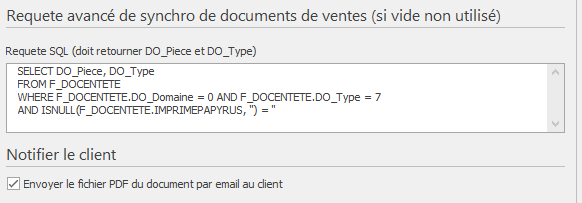 Requete avancé de synchro de documents de ventes (si vide non utilisé)
Requete SQL (doit retourner DO_Piece et DO_Type)
SELECT DO_Piece, DO_Type
FROM F_DOCENTETE
WHERE F_DOCENTETE.DO_Domaine = 0 AND F_DOCENTETE.DO_Type = 7
AND ISNULL(F_DOCENTETE.IMPRIMEPAPYRUS, '') = ''
Notifier le client
Envoyer le fichier PDF du document par email au client